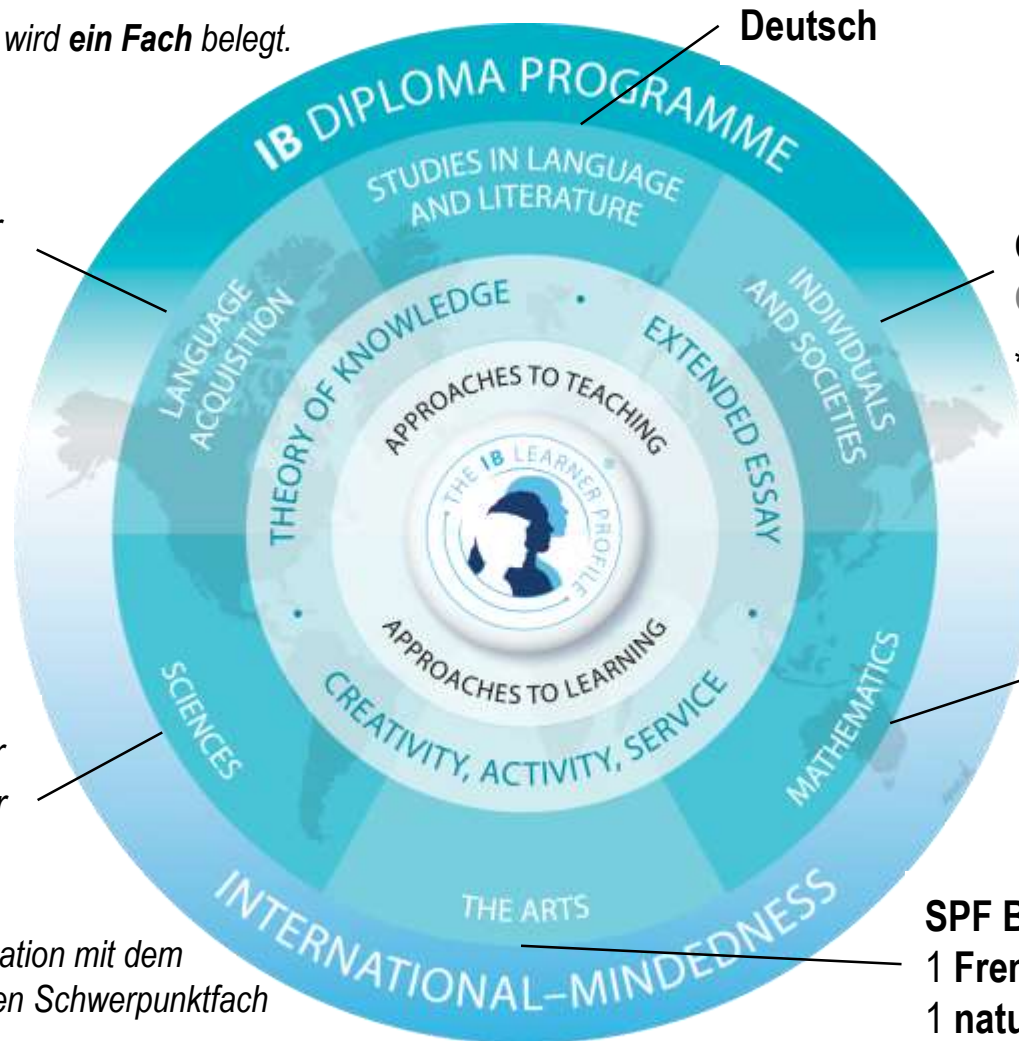 wird ein Fach belegt.
Deutsch
IB DIPLOMA PROGRAMME
STUDIES IN LANGUAGE
AND LITERATURE
LANGUAGE
ACQUISITION
INDIVIDUALS
AND SOCIETIES
THEORY OF KNOWLEDGE
EXTENDED ESSAY
APPROACHES TO TEACHING
THE IB LEARNER PROFILE
APPROACHES TO LEARNING
CREATIVITY, ACTIVITY, SERVICE
SCIENCES
MATHEMATICS
THE ARTS
INTERNATIONAL–MINDEDNESS
ation mit dem
en Schwerpunktfach
SPF B
1 Fren
1 natu